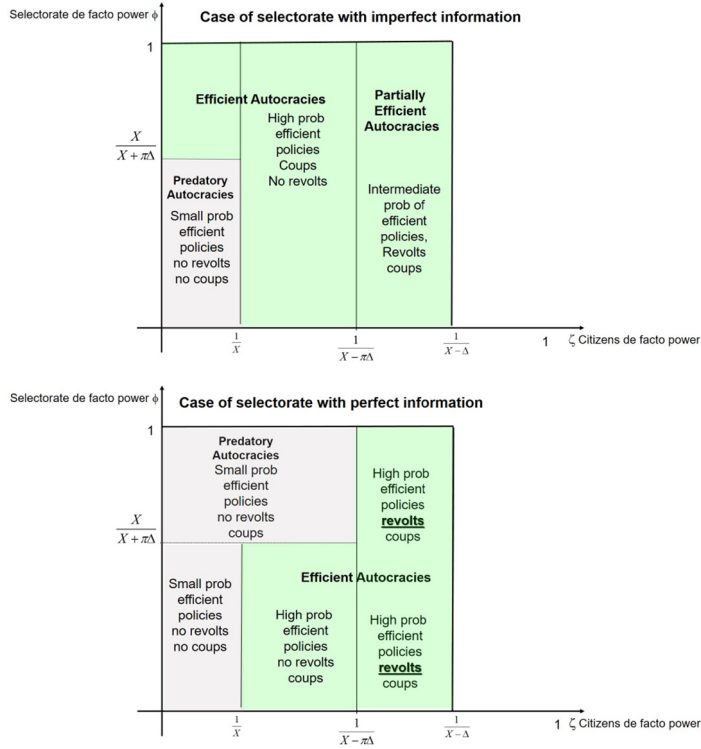 Selectorate de facto power ϕ
Case of selectorate with imperfect information
1
Efficient Autocracies
Partially
Efficient
Autocracies
High prob
efficient
policies
Coups
No revolts
X
X + πΔ
Predatory
Autocracies
Small prob
efficient
policies
no revolts
no coups
Intermediate
prob of
efficient
policies,
Revolts
coups
1
X
1
X − πΔ
1
X − Δ
1
ζ Citizens de facto power
Selectorate de facto power ϕ
Case of selectorate with perfect information
1
Predatory
Autocracies
Small prob
efficient
policies
no revolts
coups
High prob
efficient
policies
revolts
coups
X
X + πΔ
Efficient Autocracies
Small prob
efficient
policies
no revolts
no coups
High prob
efficient
policies
no revolts
coups
High prob
efficient
policies
revolts
coups
1
X
1
X − πΔ
1
X − Δ
1 ζ Citizens de facto power